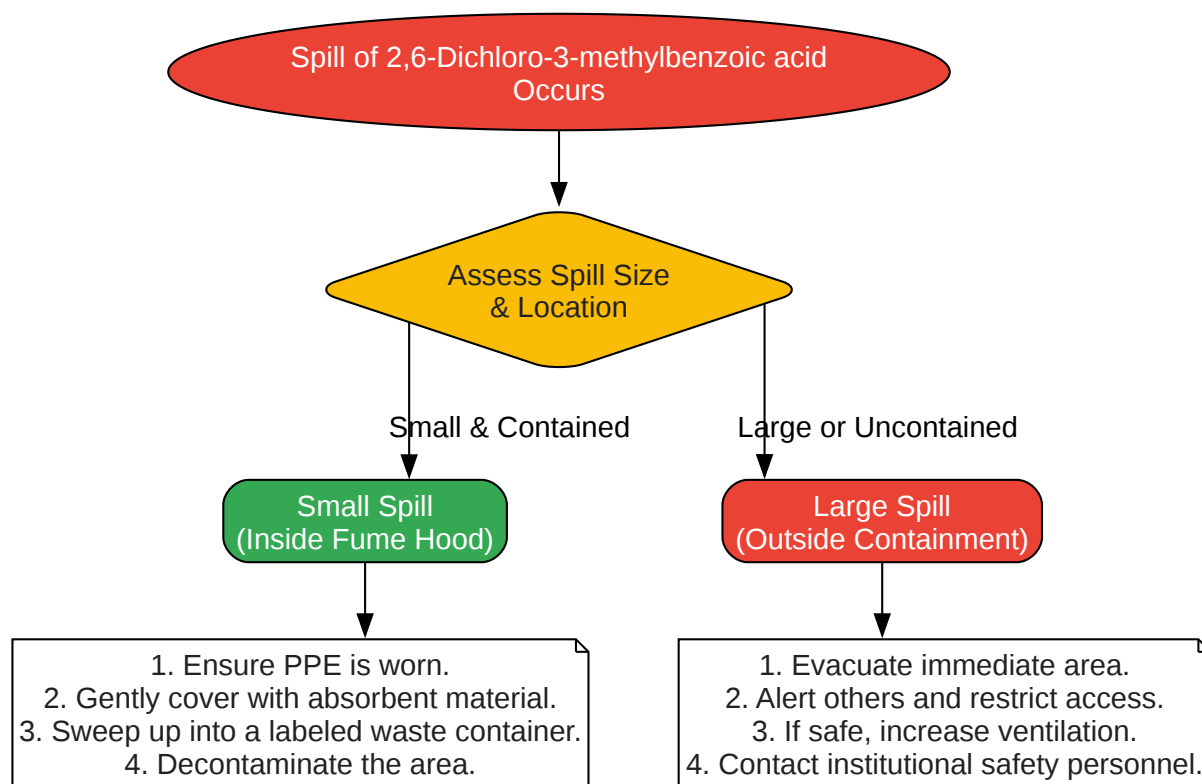 Spill of 2,6-Dichloro-3-methylbenzoic acid
Occurs
Assess Spill Size
& Location
Small & Contained
Large or Uncontained
Small Spill
(Inside Fume Hood)
Large Spill
(Outside Containment)
1. Ensure PPE is worn.
2. Gently cover with absorbent material.
3. Sweep up into a labeled waste container.
4. Decontaminate the area.
1. Evacuate immediate area.
2. Alert others and restrict access.
3. If safe, increase ventilation.
4. Contact institutional safety personnel.